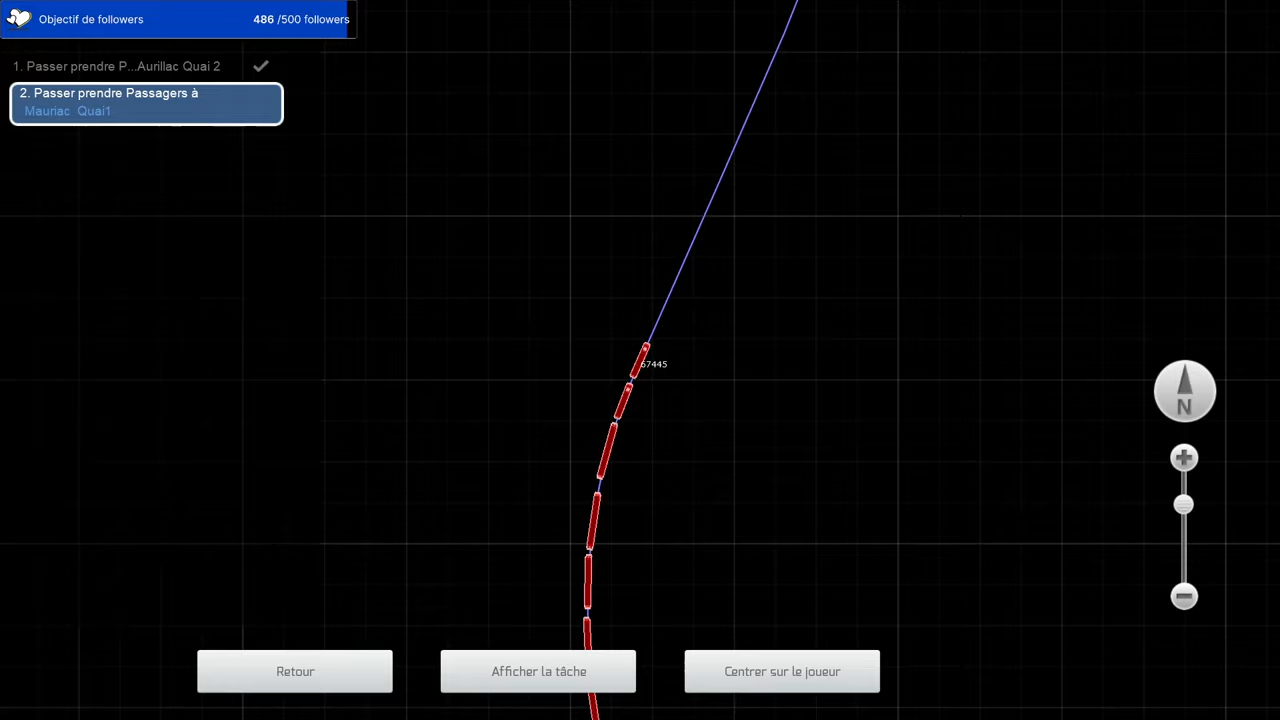 Objectif de followers 486 /500 followers
1. Passer prendre P...Aurillac Quai 2
2. Passer prendre Passagers à
Mauriac Quai1
67445
N
Retour
Afficher la tâche
Centrer sur le joueur